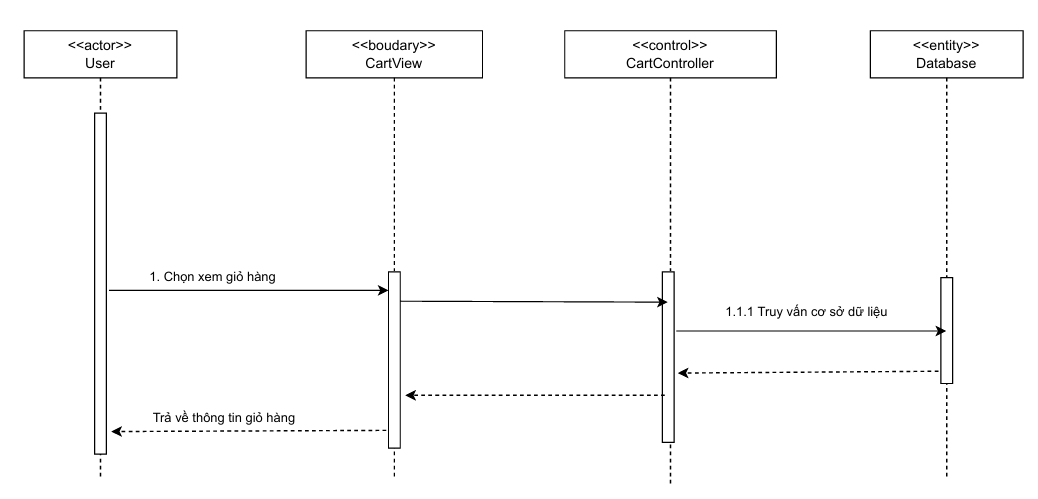 <<actor>>
User
<<boudary>>
CartView
<<control>>
CartController
<<entity>>
Database
1. Chọn xem giỏ hàng
1.1.1 Truy vấn cơ sở dữ liệu
Trả về thông tin giỏ hàng